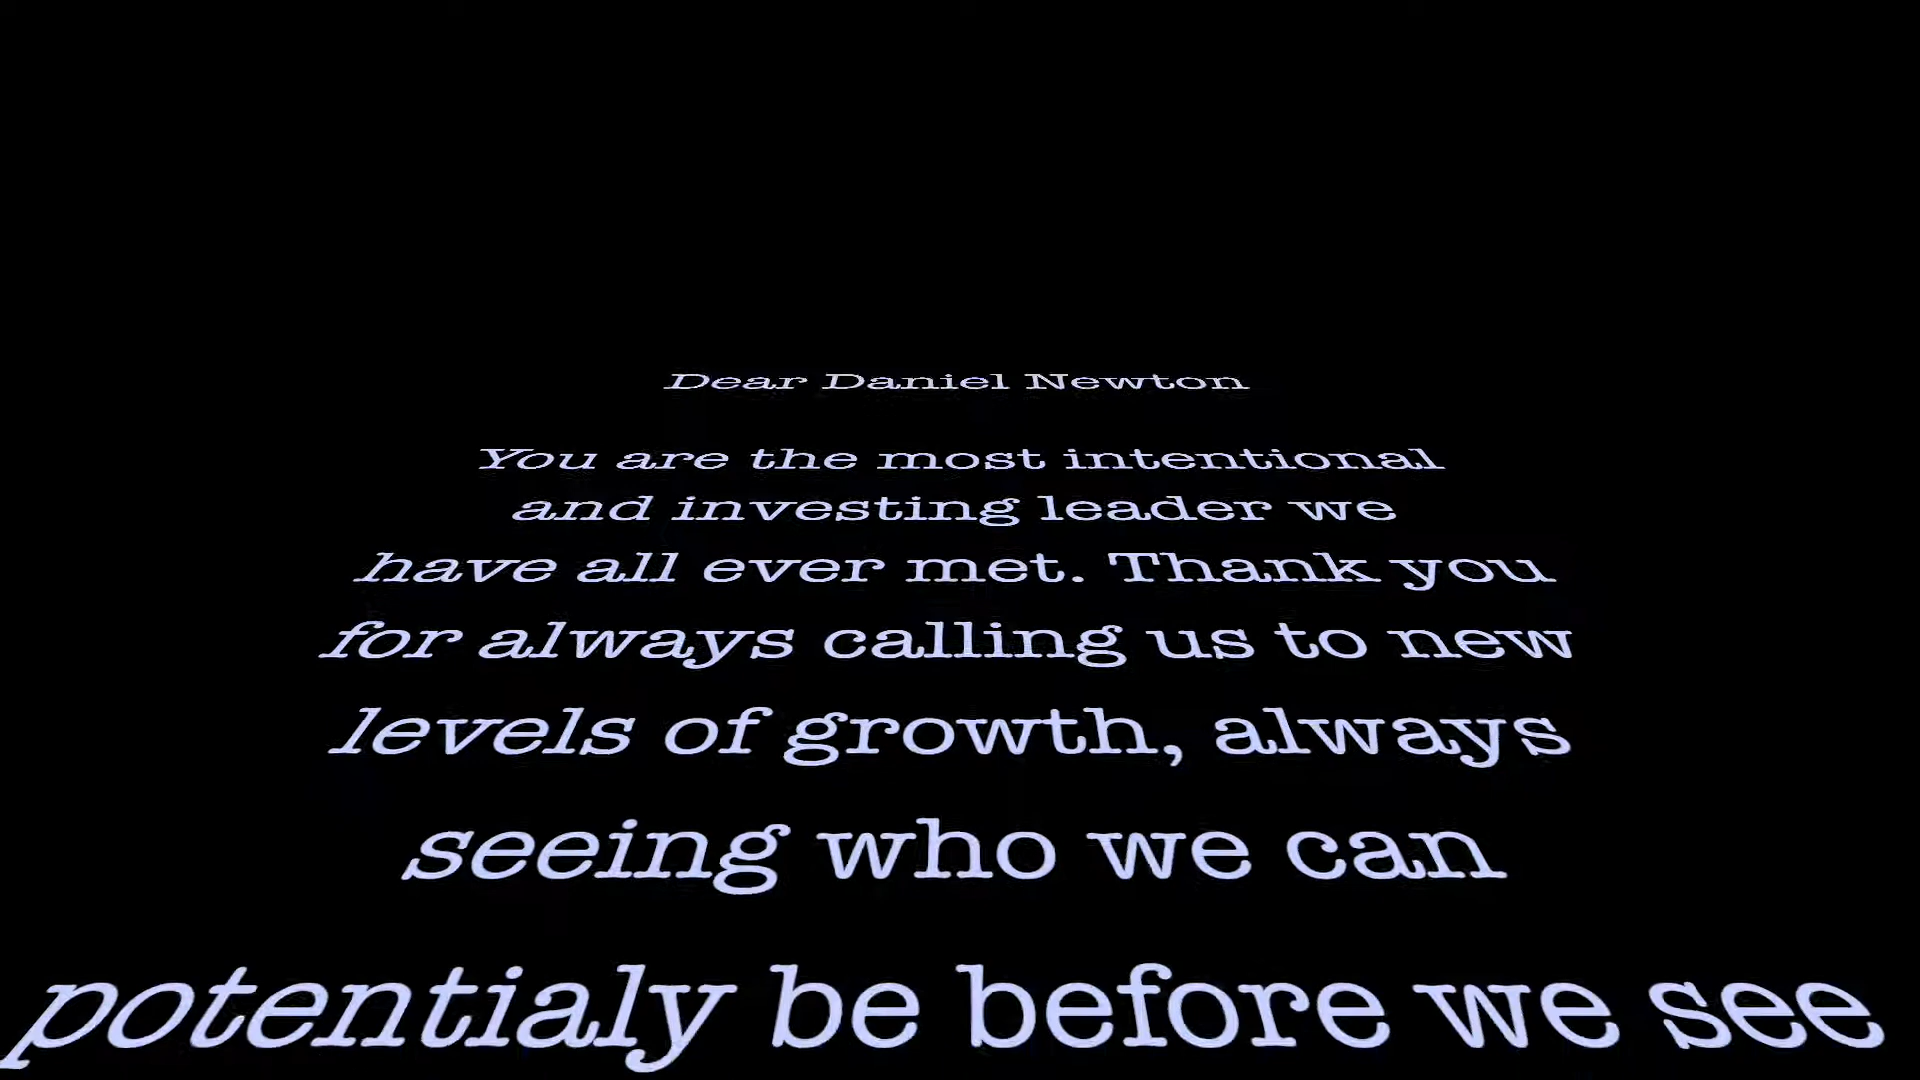 Dear Daniel Newton
You are the most intentional
and investing leader we
have all ever met. Thank you
for always calling us to new
levels of growth, always
seeing who we can
potentialy be before we see